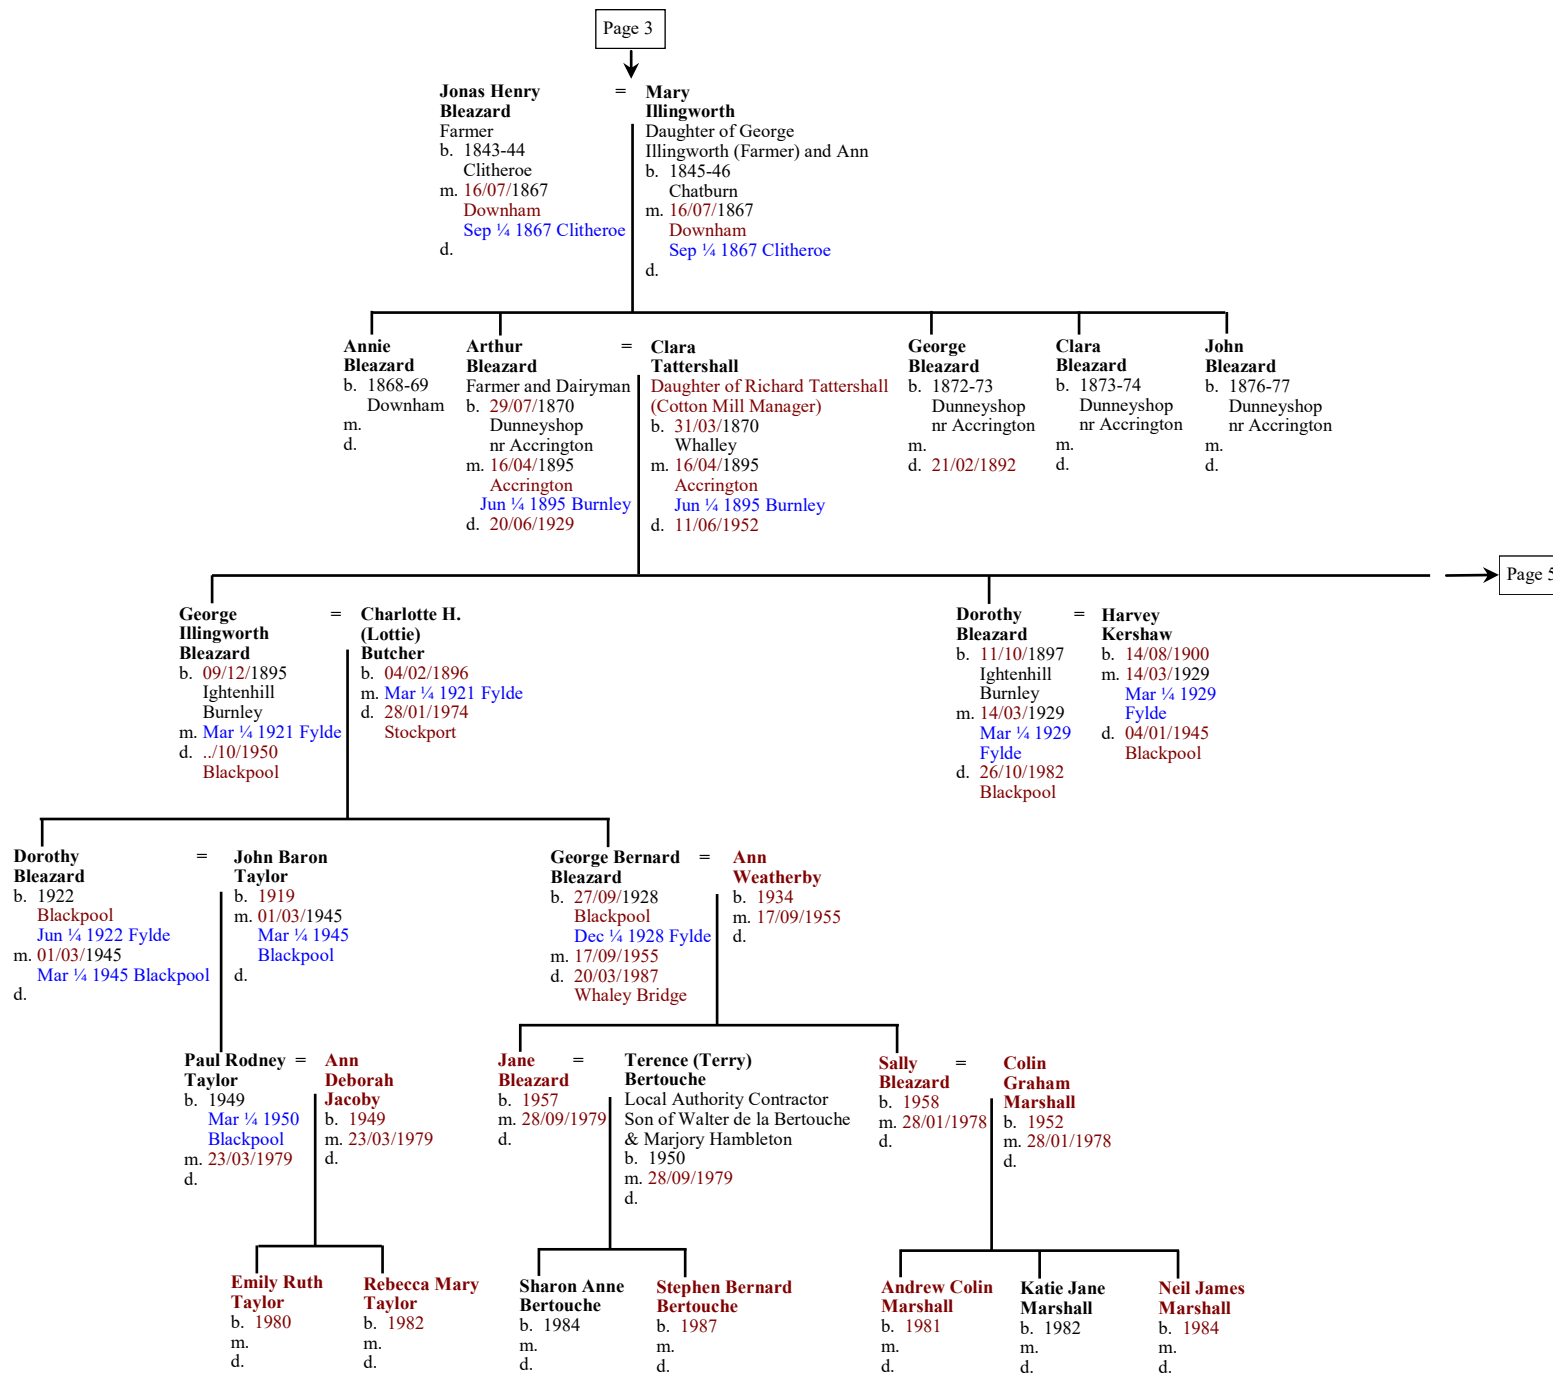 Page 3
Jonas Henry
Bleazard
Farmer
b. 1843-44
Clitheroe
m. 16/07/1867
Downham
Sep ¼ 1867 Clitheroe
d.
=
Mary
Illingworth
Daughter of George
Illingworth (Farmer) and Ann
b. 1845-46
Chatburn
m. 16/07/1867
Downham
Sep ¼ 1867 Clitheroe
d.
Annie
Bleazard
b. 1868-69
Downham
m.
d.
Arthur
Bleazard
Farmer and Dairyman
b. 29/07/1870
Dunneyshop
nr Accrington
m. 16/04/1895
Accrington
Jun ¼ 1895 Burnley
d. 20/06/1929
=
Clara
Tattershall
Daughter of Richard Tattershall
(Cotton Mill Manager)
b. 31/03/1870
Whalley
m. 16/04/1895
Accrington
Jun ¼ 1895 Burnley
d. 11/06/1952
George
Bleazard
b. 1872-73
Dunneyshop
nr Accrington
m.
d. 21/02/1892
Clara
Bleazard
b. 1873-74
Dunneyshop
nr Accrington
m.
d.
John
Bleazard
b. 1876-77
Dunneyshop
nr Accrington
m.
d.
Page 5
George
Illingworth
Bleazard
b. 09/12/1895
Ightenhill
Burnley
m. Mar ¼ 1921 Fylde
d. ../10/1950
Blackpool
=
Charlotte H.
(Lottie)
Butcher
b. 04/02/1896
m. Mar ¼ 1921 Fylde
d. 28/01/1974
Stockport
Dorothy
Bleazard
b. 11/10/1897
Ightenhill
Burnley
m. 14/03/1929
Mar ¼ 1929
Fylde
d. 26/10/1982
Blackpool
=
Harvey
Kershaw
b. 14/08/1900
m. 14/03/1929
Mar ¼ 1929
Fylde
d. 04/01/1945
Blackpool
Dorothy
Bleazard
b. 1922
Blackpool
Jun ¼ 1922 Fylde
m. 01/03/1945
Mar ¼ 1945 Blackpool
d.
=
John Baron
Taylor
b. 1919
m. 01/03/1945
Mar ¼ 1945
Blackpool
d.
George Bernard
Bleazard
b. 27/09/1928
Blackpool
Dec ¼ 1928 Fylde
m. 17/09/1955
d. 20/03/1987
Whaley Bridge
=
Ann
Weatherby
b. 1934
m. 17/09/1955
d.
Paul Rodney
Taylor
b. 1949
Mar ¼ 1950
Blackpool
m. 23/03/1979
d.
=
Ann
Deborah
Jacoby
b. 1949
m. 23/03/1979
d.
Jane
Bleazard
b. 1957
m. 28/09/1979
d.
=
Terence (Terry)
Bertouche
Local Authority Contractor
Son of Walter de la Bertouche
& Marjory Hambleton
b. 1950
m. 28/09/1979
d.
Sally
Bleazard
b. 1958
m. 28/01/1978
d.
=
Colin
Graham
Marshall
b. 1952
m. 28/01/1978
d.
Emily Ruth
Taylor
b. 1980
m.
d.
Rebecca Mary
Taylor
b. 1982
m.
d.
Sharon Anne
Bertouche
b. 1984
m.
d.
Stephen Bernard
Bertouche
b. 1987
m.
d.
Andrew Colin
Marshall
b. 1981
m.
d.
Katie Jane
Marshall
b. 1982
m.
d.
Neil James
Marshall
b. 1984
m.
d.